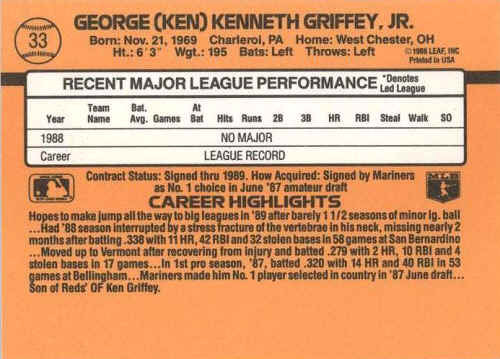 33
GEORGE (KEN) KENNETH GRIFFEY, JR.
Born: Nov. 21, 1969 Charleroi, PA Home: West Chester, OH
Ht.: 6' 3" Wgt.: 195 Bats: Left Throws: Left
©1988 LEAF, INC
Printed in USA
RECENT MAJOR LEAGUE PERFORMANCE *Denotes Led League
Year Team Name Bat. Avg. Games At Bat Hits Runs 2B 3B HR RBI Steal Walk SO
1988 NO MAJOR
Career LEAGUE RECORD
Contract Status: Signed thru 1989. How Acquired: Signed by Mariners
as No. 1 choice in June '87 amateur draft
MLB
CAREER HIGHLIGHTS
Hopes to make jump all the way to big leagues in '89 after barely 1 1/2 seasons of minor lg. ball
...Had '88 season interrupted by a stress fracture of the vertebrae in his neck, missing nearly 2
months after batting .338 with 11 HR, 42 RBI and 32 stolen bases in 58 games at San Bernardino
...Moved up to Vermont after recovering from injury and batted .279 with 2 HR, 10 RBI and 4
stolen bases in 17 games...In 1st pro season, '87, batted .320 with 14 HR and 40 RBI in 53
games at Bellingham...Mariners made him No. 1 player selected in country in '87 June draft...
Son of Reds' OF Ken Griffey.